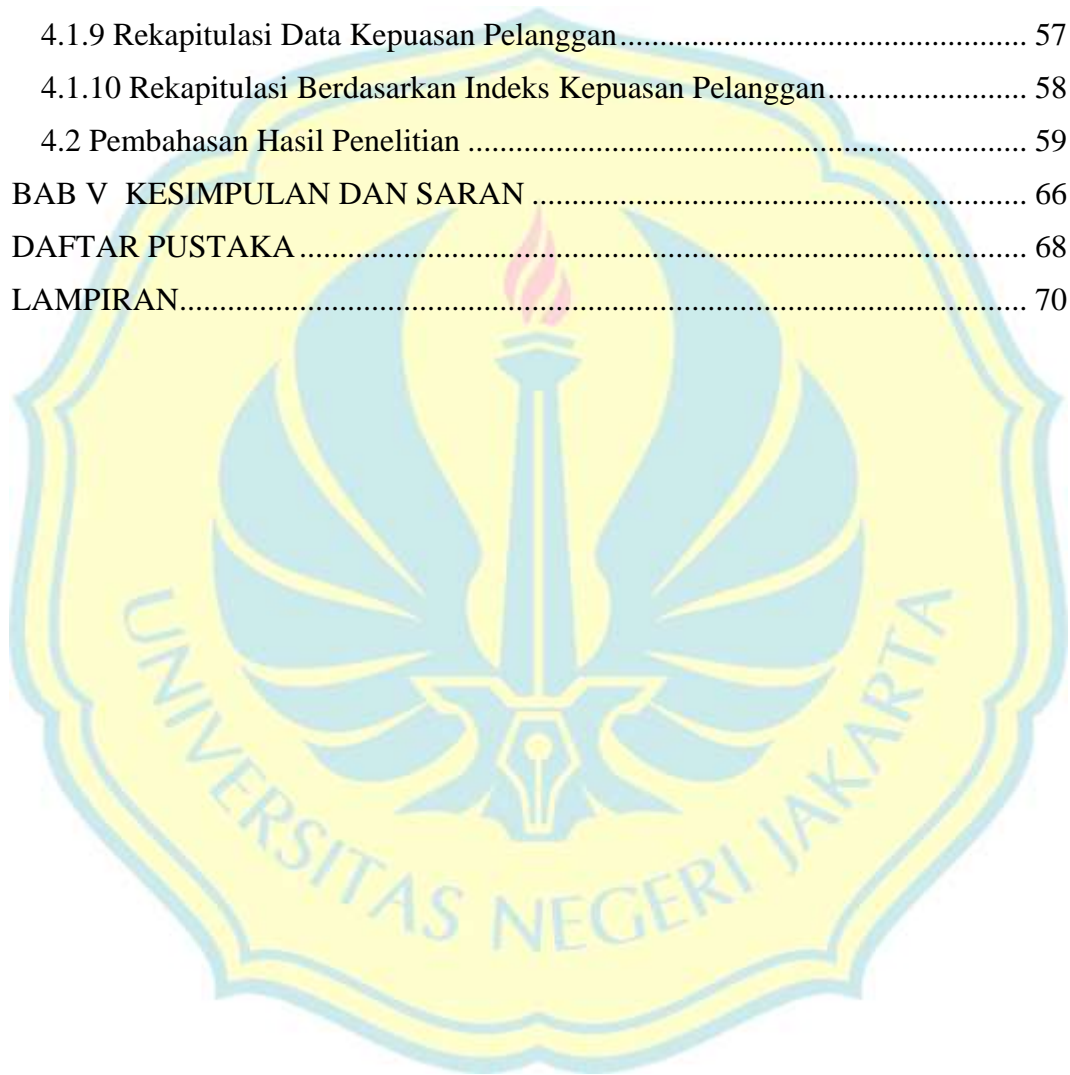 4.1.9 Rekapitulasi Data Kepuasan Pelanggan.................................................... 57
4.1.10 Rekapitulasi Berdasarkan Indeks Kepuasan Pelanggan......................... 58
4.2 Pembahasan Hasil Penelitian ....................................................................... 59
BAB V  KESIMPULAN DAN SARAN ............................................................... 66
DAFTAR PUSTAKA ............................................................................................ 68
LAMPIRAN........................................................................................................... 70
UNIVERSITAS NEGERI JAKARTA